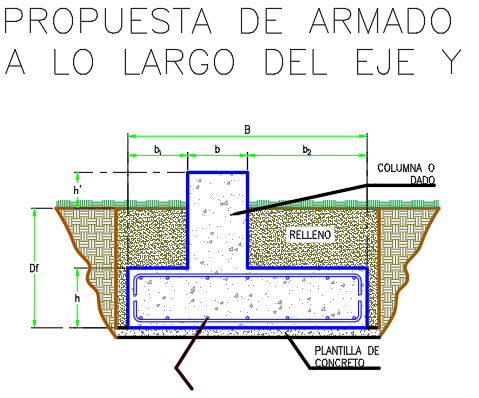 PROPUESTA DE ARMADO
A LO LARGO DEL EJE Y
B
b1 b b2
h'
COLUMNA O
DADO
RELLENO
Df
h
PLANTILLA DE
CONCRETO